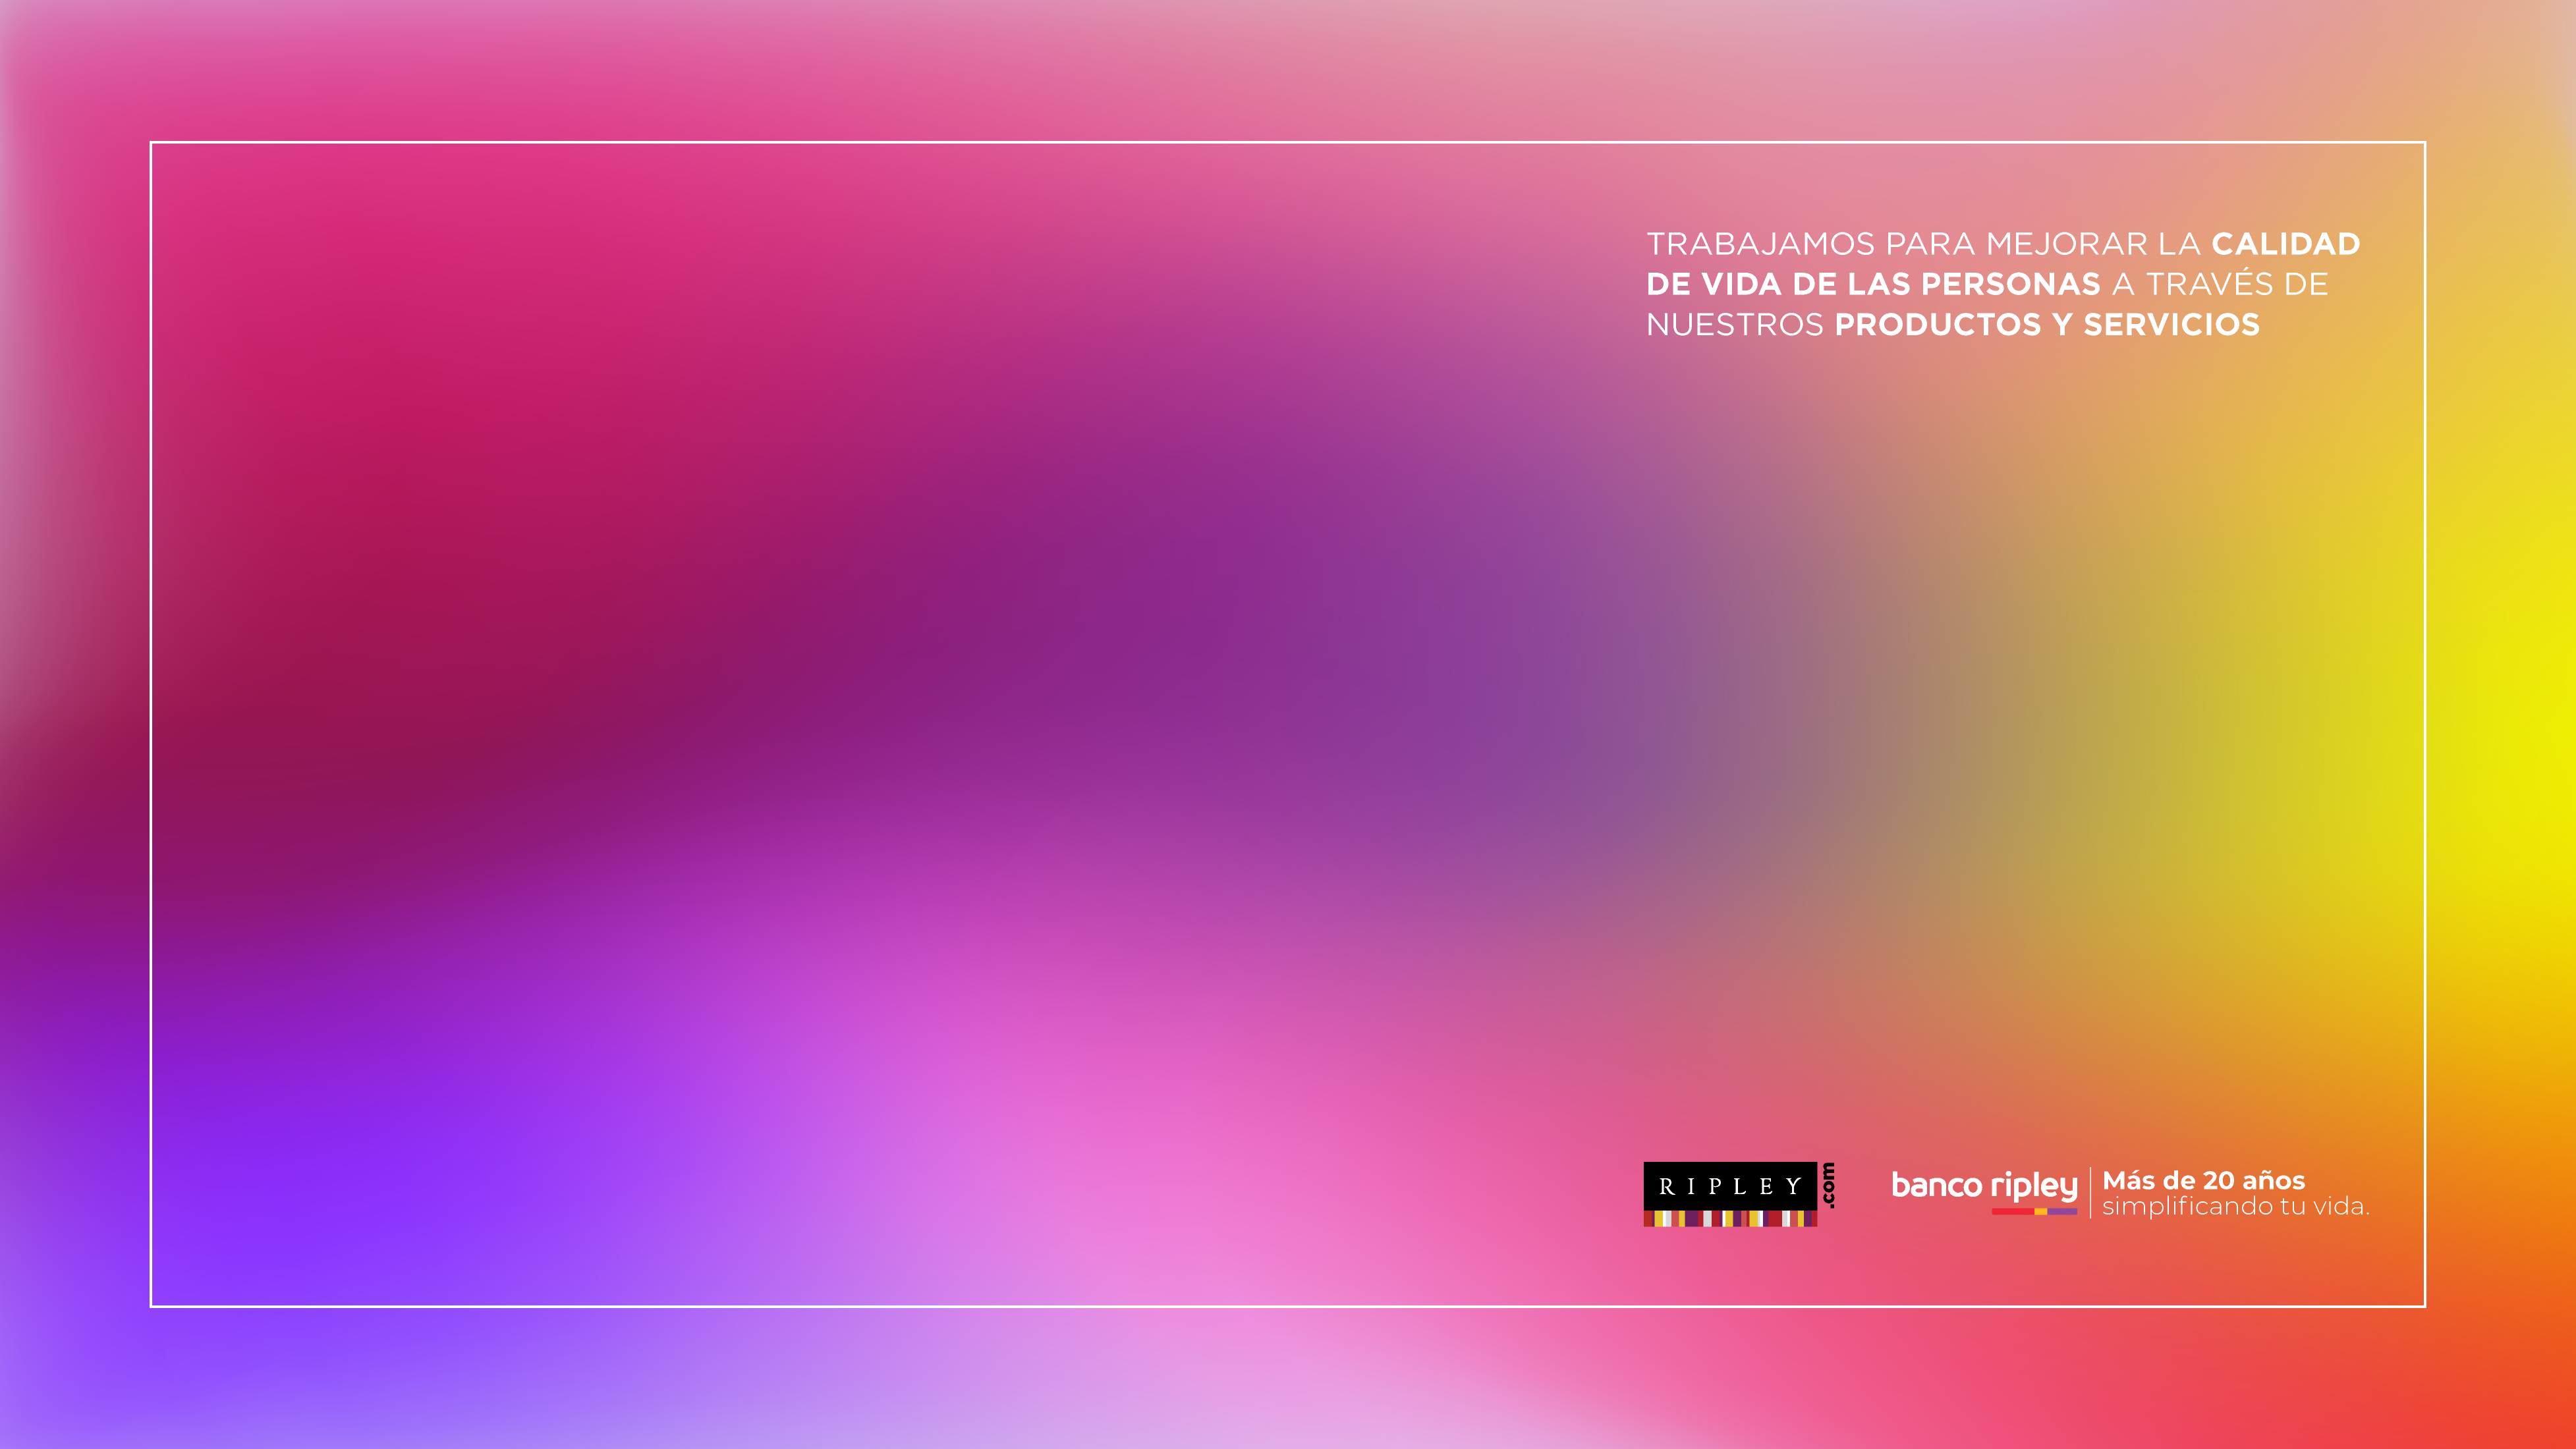 TRABAJAMOS PARA MEJORAR LA CALIDAD
DE VIDA DE LAS PERSONAS A TRAVÉS DE
NUESTROS PRODUCTOS Y SERVICIOS
RIPLEY.com
banco ripley
Más de 20 años
simplificando tu vida.